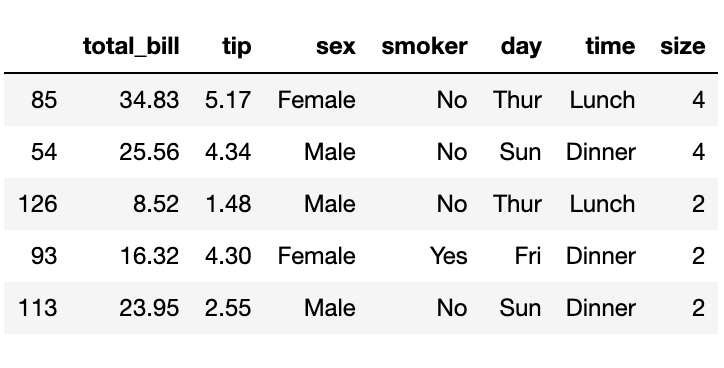 total_bill tip sex smoker day time size
85 34.83 5.17 Female No Thur Lunch 4
54 25.56 4.34 Male No Sun Dinner 4
126 8.52 1.48 Male No Thur Lunch 2
93 16.32 4.30 Female Yes Fri Dinner 2
113 23.95 2.55 Male No Sun Dinner 2